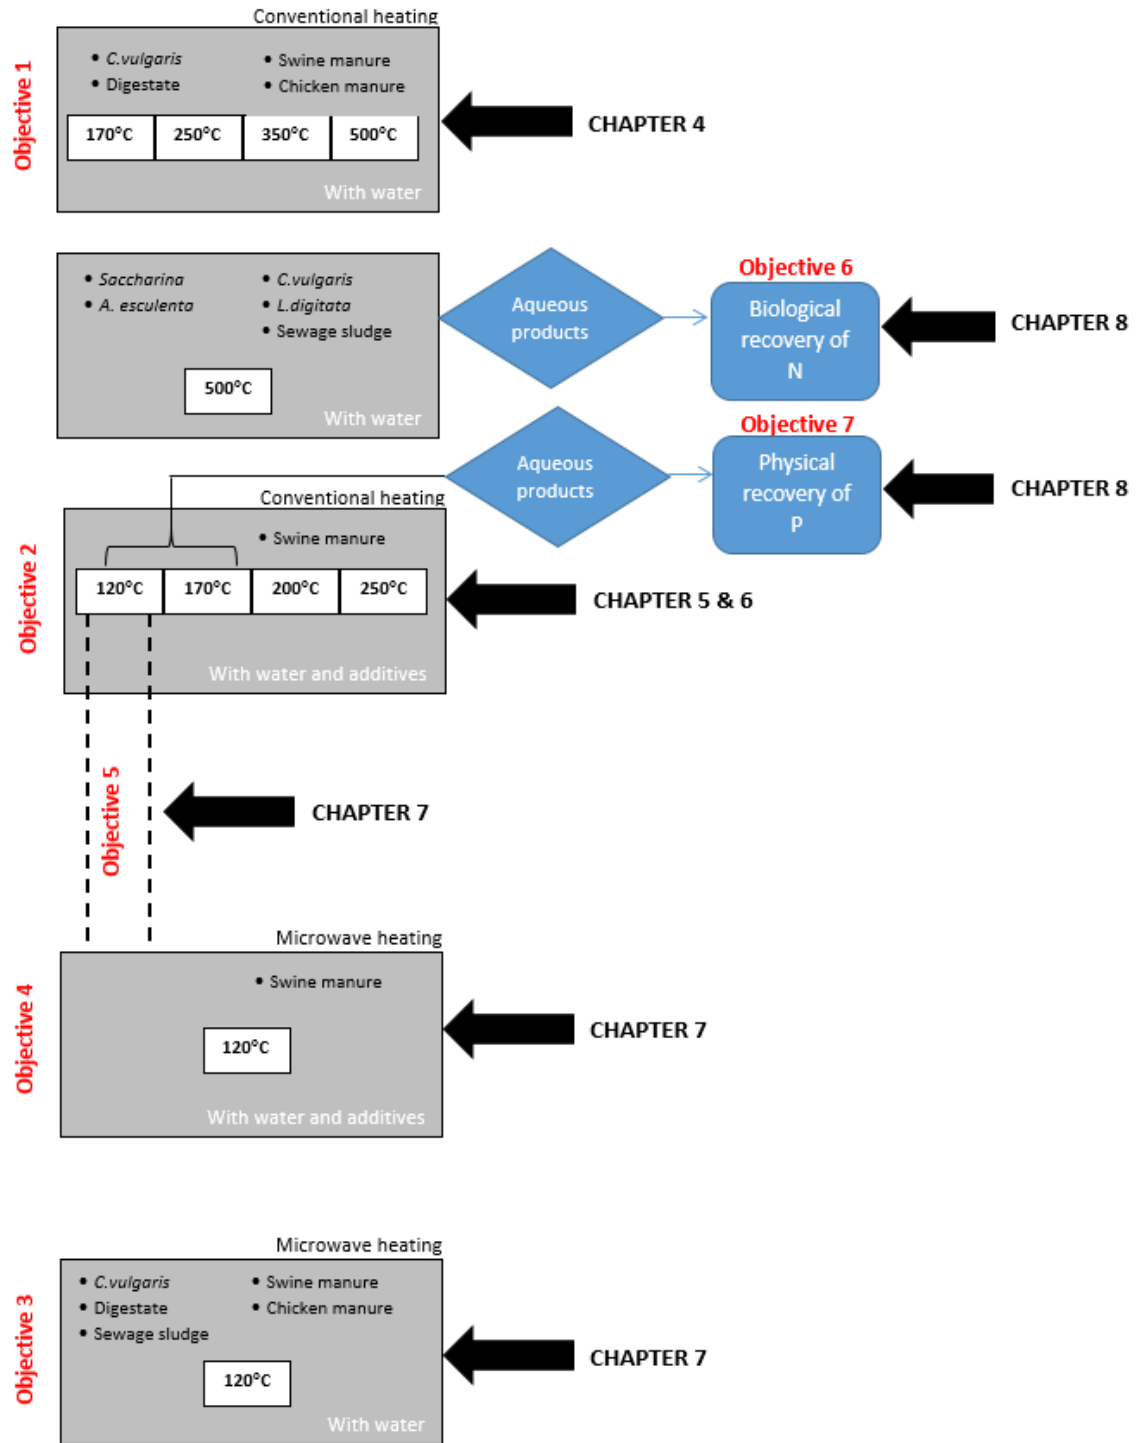 Conventional heating
Objective 1
• C.vulgaris
• Digestate
• Swine manure
• Chicken manure
170°C 250°C 350°C 500°C
With water
CHAPTER 4
• Saccharina
• A. esculenta
• C.vulgaris
• L.digitata
• Sewage sludge
500°C
With water
Aqueous
products
Objective 6
Biological
recovery of
N
CHAPTER 8
Aqueous
products
Objective 7
Physical
recovery of
P
CHAPTER 8
Conventional heating
Objective 2
• Swine manure
120°C 170°C 200°C 250°C
With water and additives
CHAPTER 5 & 6
Objective 5
CHAPTER 7
Microwave heating
Objective 4
• Swine manure
120°C
With water and additives
CHAPTER 7
Microwave heating
Objective 3
• C.vulgaris
• Digestate
• Sewage sludge
• Swine manure
• Chicken manure
120°C
With water
CHAPTER 7